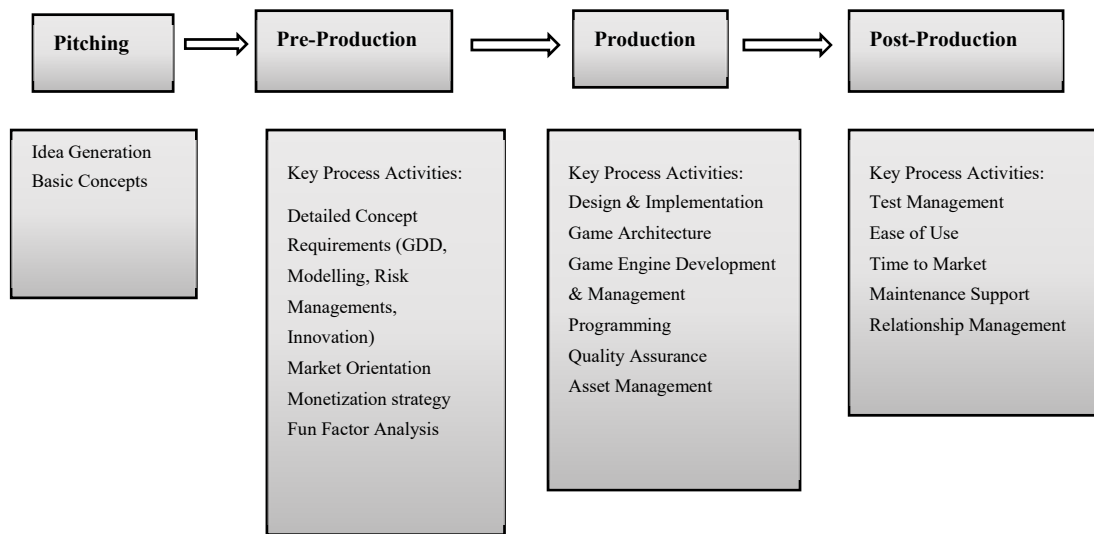 Pitching
Pre-Production
Production
Post-Production
Idea Generation
Basic Concepts
Key Process Activities:
Detailed Concept
Requirements (GDD,
Modelling, Risk
Managements,
Innovation)
Market Orientation
Monetization strategy
Fun Factor Analysis
Key Process Activities:
Design & Implementation
Game Architecture
Game Engine Development
& Management
Programming
Quality Assurance
Asset Management
Key Process Activities:
Test Management
Ease of Use
Time to Market
Maintenance Support
Relationship Management